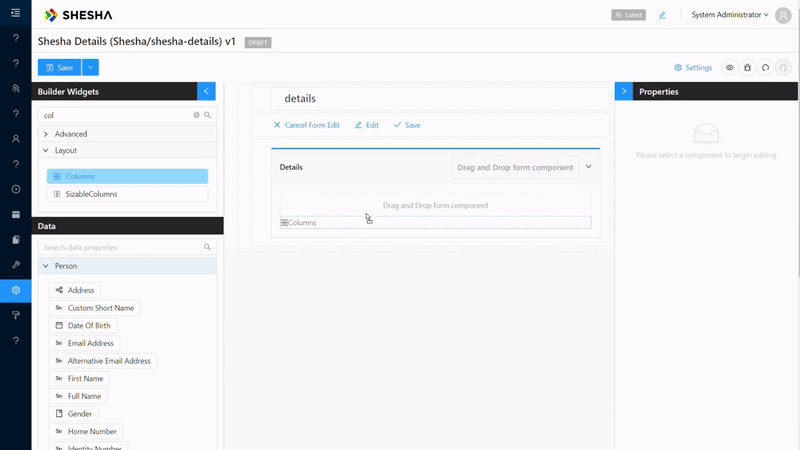 SHESHA
Latest
System Administrator
Shesha Details (Shesha/shesha-details) v1
DRAFT
Save
Settings
Builder Widgets
col
Advanced
Layout
Columns
SizableColumns
Data
Search data properties
Person
Address
Custom Short Name
Date Of Birth
Email Address
Alternative Email Address
First Name
Full Name
Gender
Home Number
Identity Number
details
Cancel Form Edit
Edit
Save
Details
Drag and Drop form component
Drag and Drop form component
Columns
Properties
Please select a component to begin editing